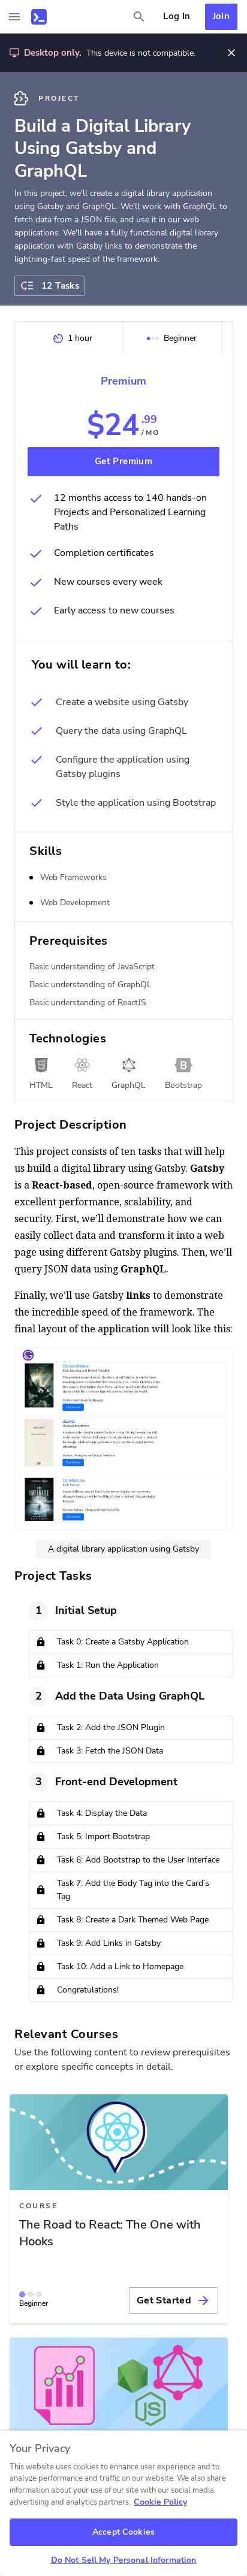 Log In
Join
Desktop only. This device is not compatible.
PROJECT
Build a Digital Library
Using Gatsby and
GraphQL
In this project, we'll create a digital library application
using Gatsby and GraphQL. We'll work with GraphQL to
fetch data from a JSON file, and use it in our web
applications. We'll have a fully functional digital library
application with Gatsby links to demonstrate the
lightning-fast speed of the framework.
12 Tasks
1 hour
Beginner
Premium
$24 .99
/ MO
Get Premium
12 months access to 140 hands-on
Projects and Personalized Learning
Paths
Completion certificates
New courses every week
Early access to new courses
You will learn to:
Create a website using Gatsby
Query the data using GraphQL
Configure the application using
Gatsby plugins
Style the application using Bootstrap
Skills
Web Frameworks
Web Development
Prerequisites
Basic understanding of JavaScript
Basic understanding of GraphQL
Basic understanding of ReactJS
Technologies
HTML
React
GraphQL
Bootstrap
Project Description
This project consists of ten tasks that will help
us build a digital library using Gatsby. Gatsby
is a React-based, open-source framework with
excellent performance, scalability, and
security. First, we'll demonstrate how we can
easily collect data and transform it into a web
page using different Gatsby plugins. Then, we'll
query JSON data using GraphQL.
Finally, we'll use Gatsby links to demonstrate
the incredible speed of the framework. The
final layout of the application will look like this:
A digital library application using Gatsby
Project Tasks
1 Initial Setup
Task 0: Create a Gatsby Application
Task 1: Run the Application
2 Add the Data Using GraphQL
Task 2: Add the JSON Plugin
Task 3: Fetch the JSON Data
3 Front-end Development
Task 4: Display the Data
Task 5: Import Bootstrap
Task 6: Add Bootstrap to the User Interface
Task 7: Add the Body Tag into the Card's
Tag
Task 8: Create a Dark Themed Web Page
Task 9: Add Links in Gatsby
Task 10: Add a Link to Homepage
Congratulations!
Relevant Courses
Use the following content to review prerequisites
or explore specific concepts in detail.
COURSE
The Road to React: The One with
Hooks
Beginner
Get Started
Your Privacy
This website uses cookies to enhance user experience and to
analyze performance and traffic on our website. We also share
information about your use of our site with our social media,
advertising and analytics partners. Cookie Policy
Accept Cookies
Do Not Sell My Personal Information